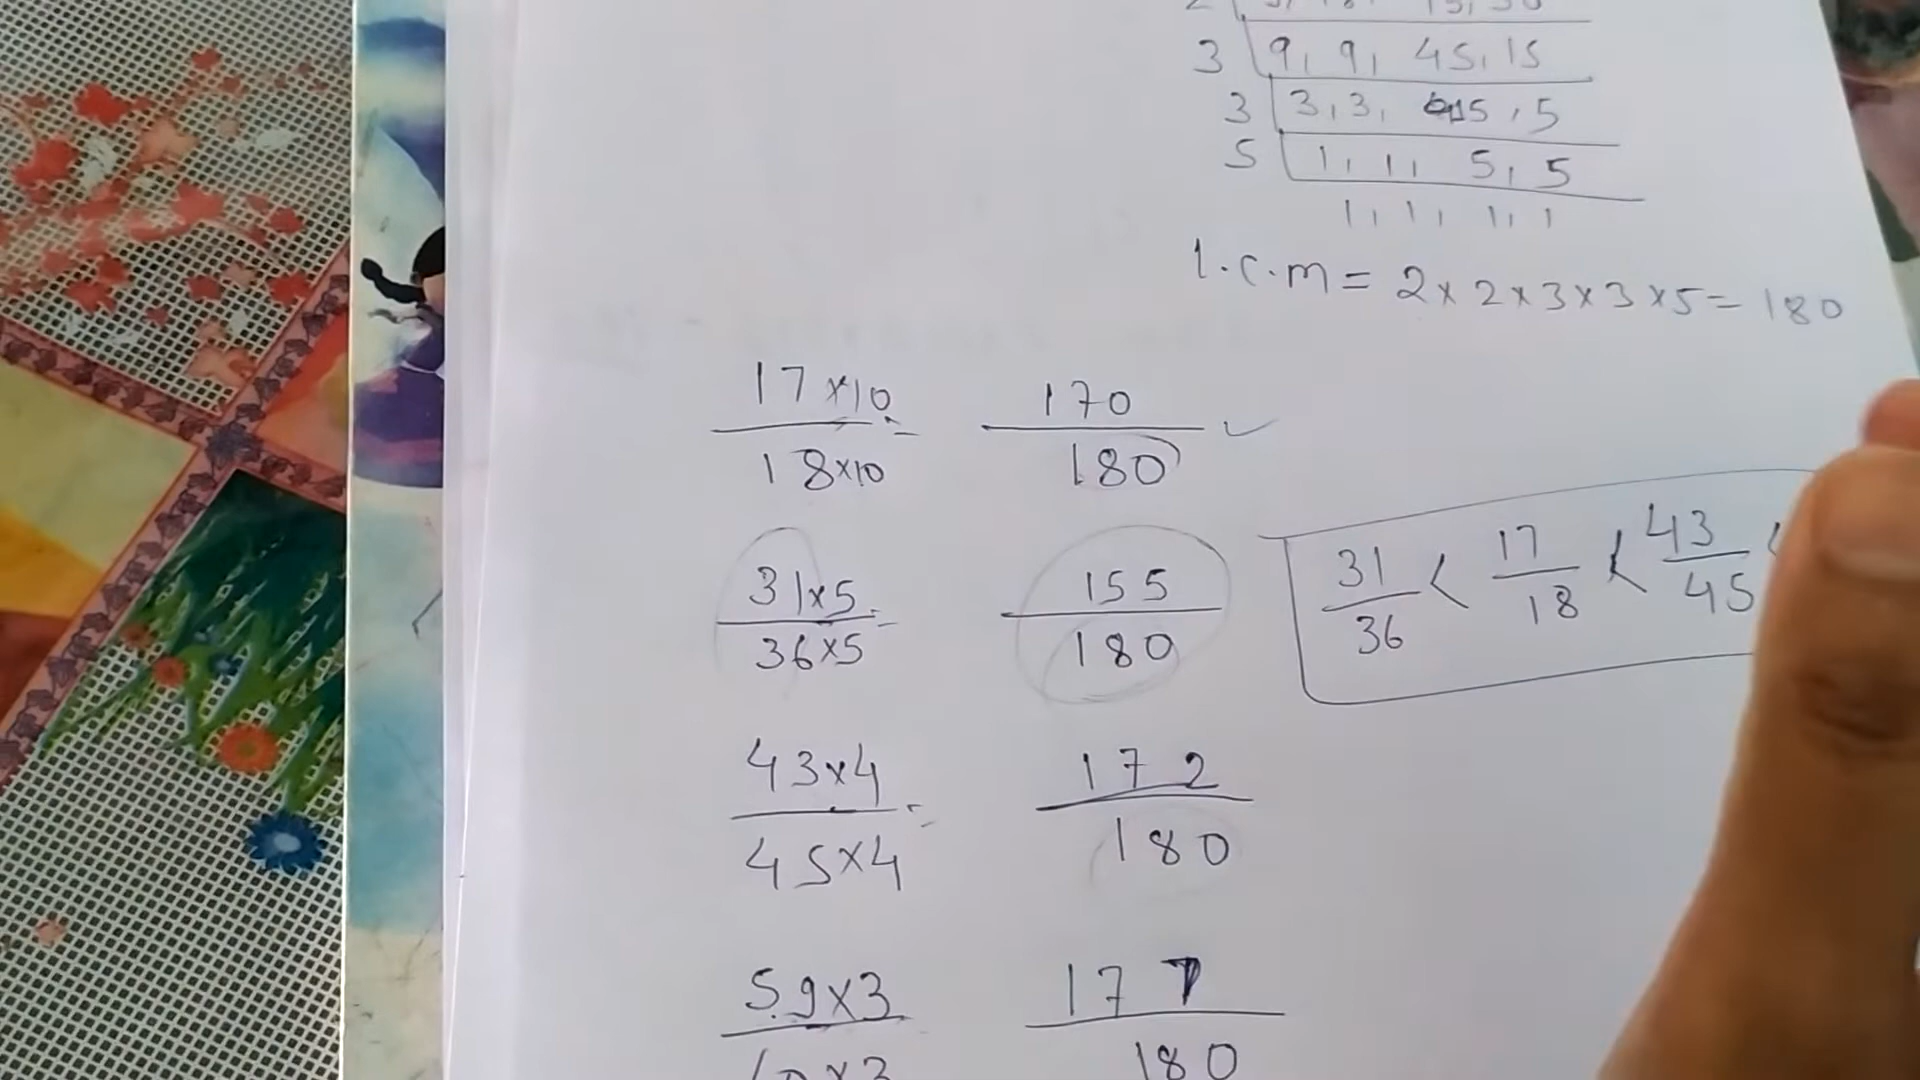 3 | 9, 9, 45, 15
3 | 3, 3, 15, 5
5 | 1, 1, 5, 5
1, 1, 1, 1
l.c.m = 2×2×3×3×5= 180
17×10/18×10 = 170/180 ✓
31×5/36×5 = 155/180
31/36 < 17/18 < 43/45 <
43×4/45×4 = 172/180
59×3/60×3 177/180